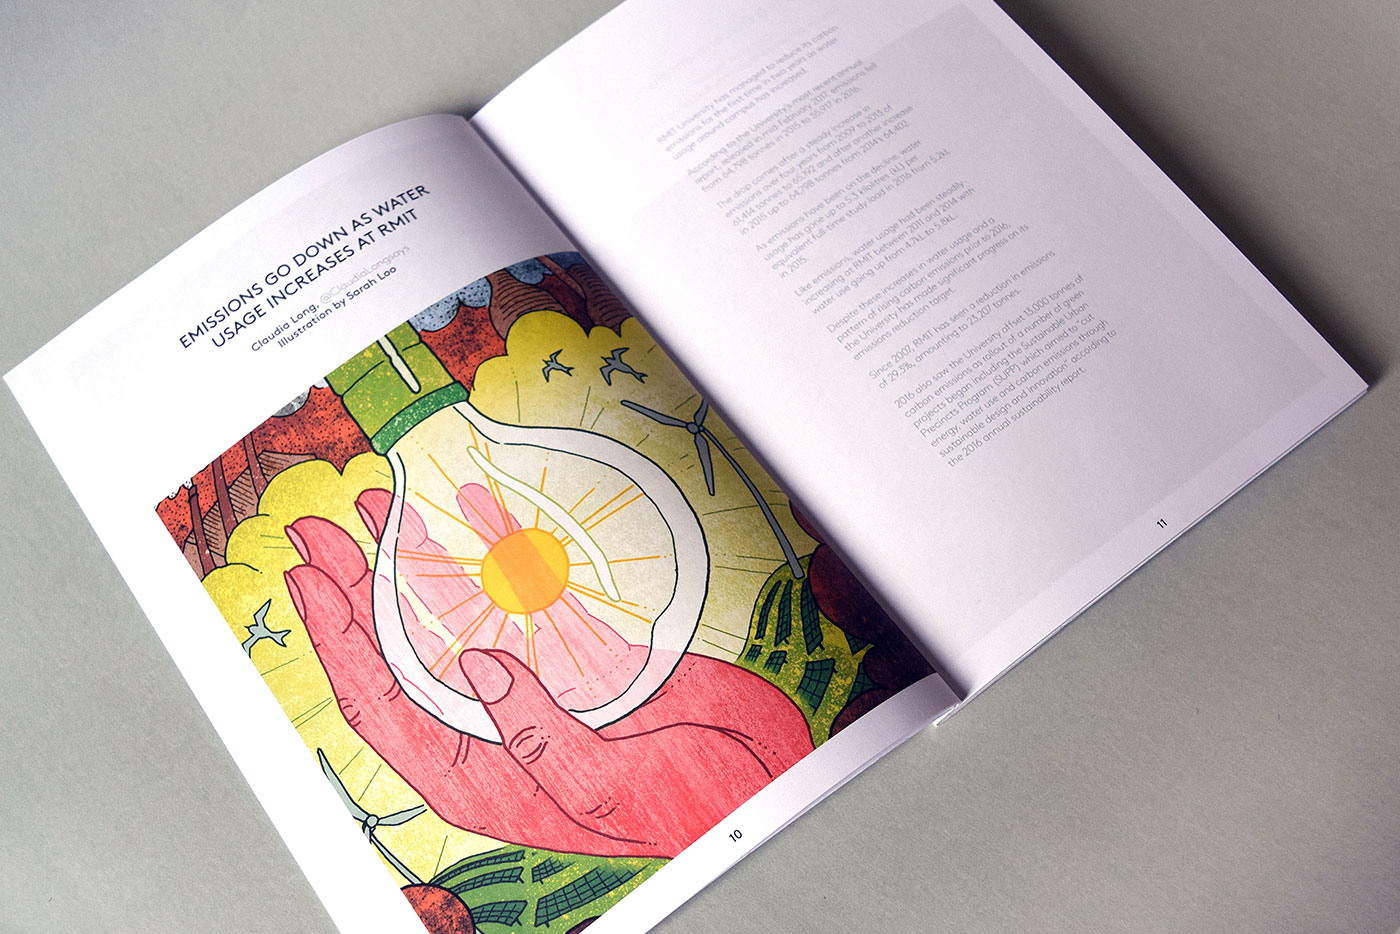 EMISSIONS GO DOWN AS WATER
USAGE INCREASES AT RMIT
Claudia Long, @ClaudiaLongsays
Illustration by Sarah Loo
10
RMIT University has managed to reduce its carbon
emissions for the first time in two years as water
usage around campus has increased.
According to the University's most recent annual
report, released in mid-February 2017, emissions fell
from 64,798 tonnes in 2015 to 55,917 in 2016.
The drop comes after a steady increase in
emissions over four years from 2009 to 2013 of
61,414 tonnes to 65,192 and after another increase
in 2015 up to 64,798 tonnes from 2014's 64,402.
As emissions have been on the decline, water
usage has gone up to 5.3 kilolitres (kL) per
equivalent full-time study load in 2016 from 5.2kL
in 2015.
Like emissions, water usage had been steadily
increasing at RMIT between 2011 and 2014 with
water use going up from 4.7kL to 5.8kL.
Despite these increases in water usage and a
pattern of rising carbon emissions prior to 2016,
the University has made significant progress on its
emissions reduction target.
Since 2007 RMIT has seen a reduction in emissions
of 29.3%, amounting to 23,207 tonnes.
2016 also saw the University offset 13,000 tonnes of
carbon emissions as rollout of a number of green
projects began including the Sustainable Urban
Precincts Program (SUPP) which aimed to "cut
energy, water use and carbon emissions through
sustainable design and innovation" according to
the 2016 annual sustainability report.
11